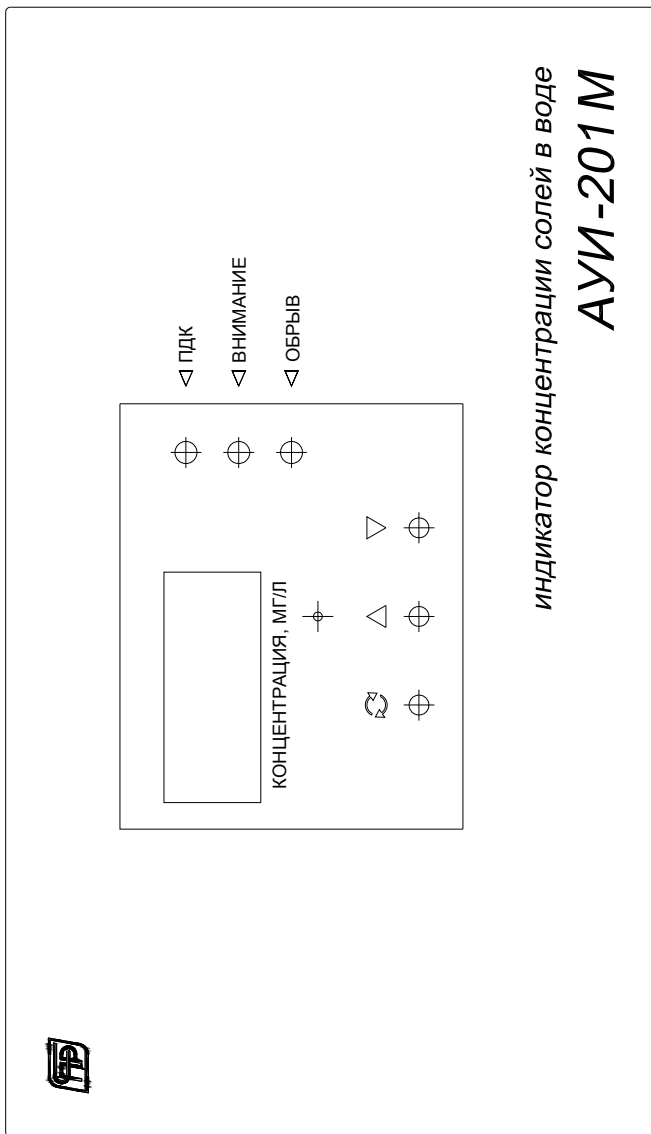 ПДК
ВНИМАНИЕ
ОБРЫВ
КОНЦЕНТРАЦИЯ, МГ/Л
индикатор концентрации солей в воде
АУИ-201М